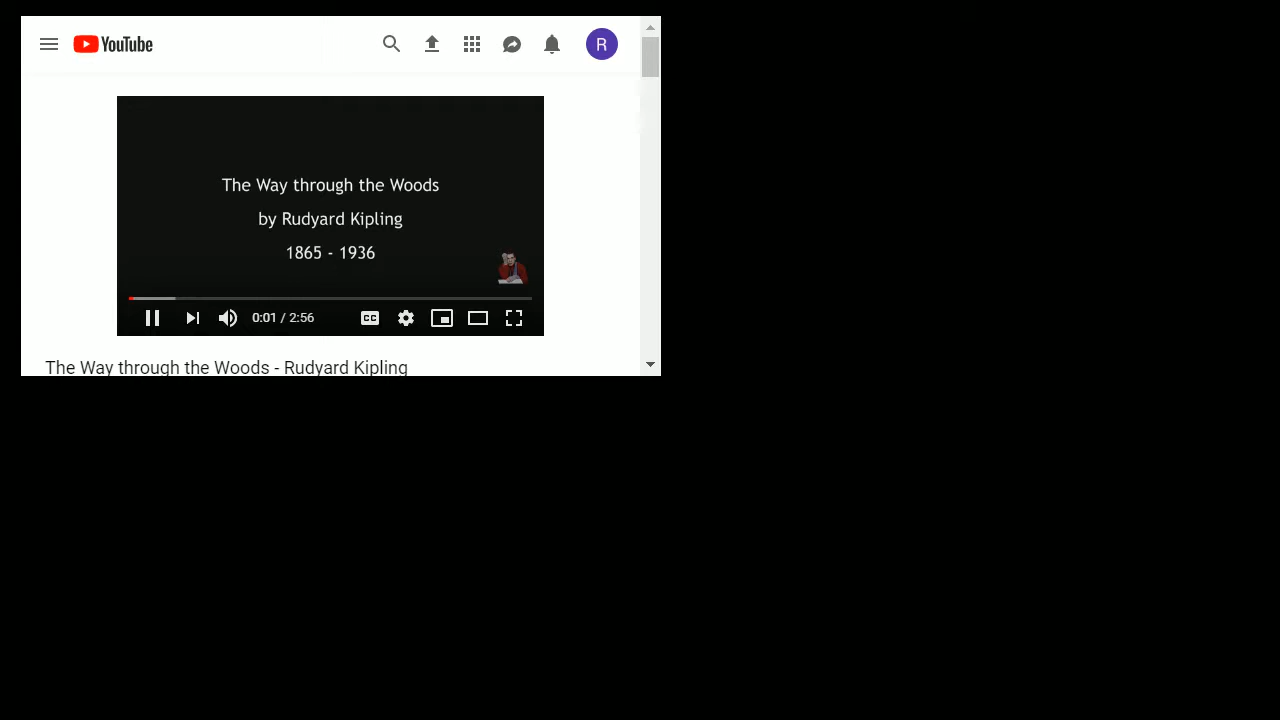 YouTube
R
The Way through the Woods
by Rudyard Kipling
1865 - 1936
0:01 / 2:56
CC
The Way through the Woods - Rudyard Kipling